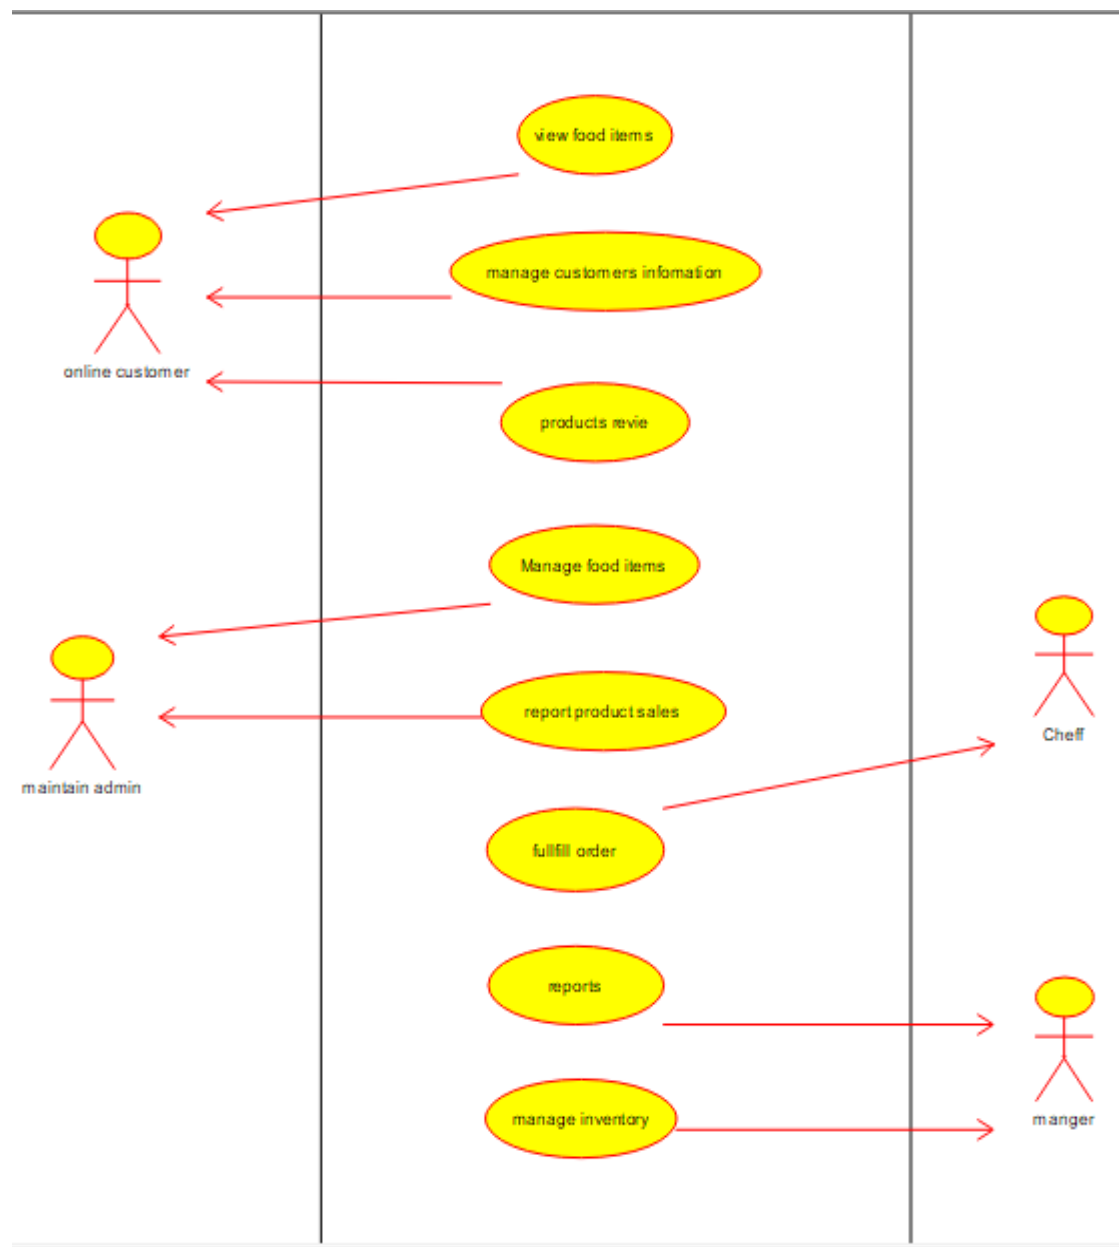 view food items
manage customers infomation
online customer
products revie
Manage food items
report product sales
Cheff
maintain admin
fullfill order
reports
manage inventory
manger